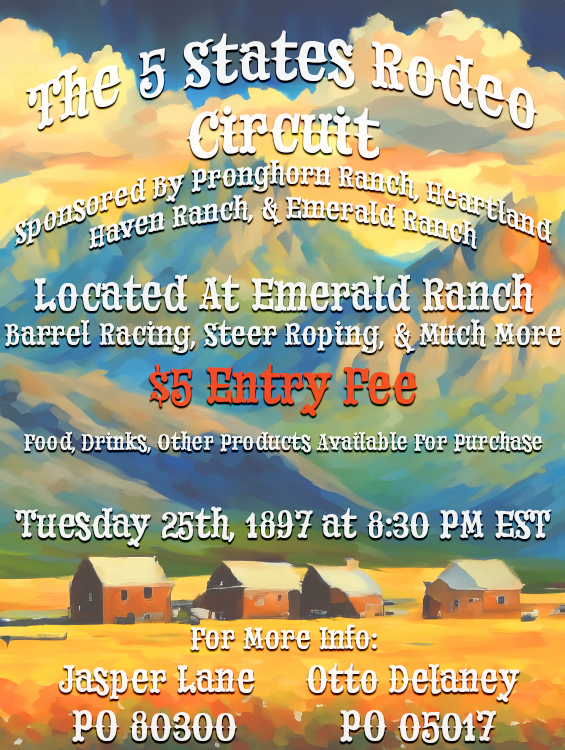 The 5 States Rodeo
Circuit
Sponsored By Pronghorn Ranch, Heartland
Haven Ranch, & Emerald Ranch
Located At Emerald Ranch
Barrel Racing, Steer Roping, & Much More
$5 Entry Fee
Food, Drinks, Other Products Available For Purchase
Tuesday 25th, 1897 at 8:30 PM EST
For More Info:
Jasper Lane Otto Delaney
PO 80300 PO 05017